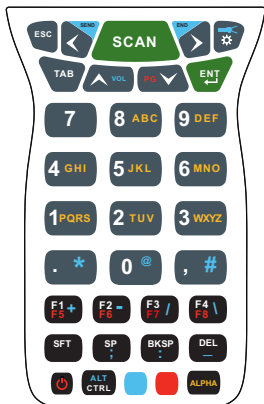 SEND END
ESC SCAN
TAB VOL PG ENT
7 8 ABC 9 DEF
4 GHI 5 JKL 6 MNO
1 PQRS 2 TUV 3 WXYZ
. * 0 @ , #
F1 + F2 - F3 / F4 \
F5 F6 F7 F8
SFT SP BKSP DEL
; : _
ALT
CTRL ALPHA